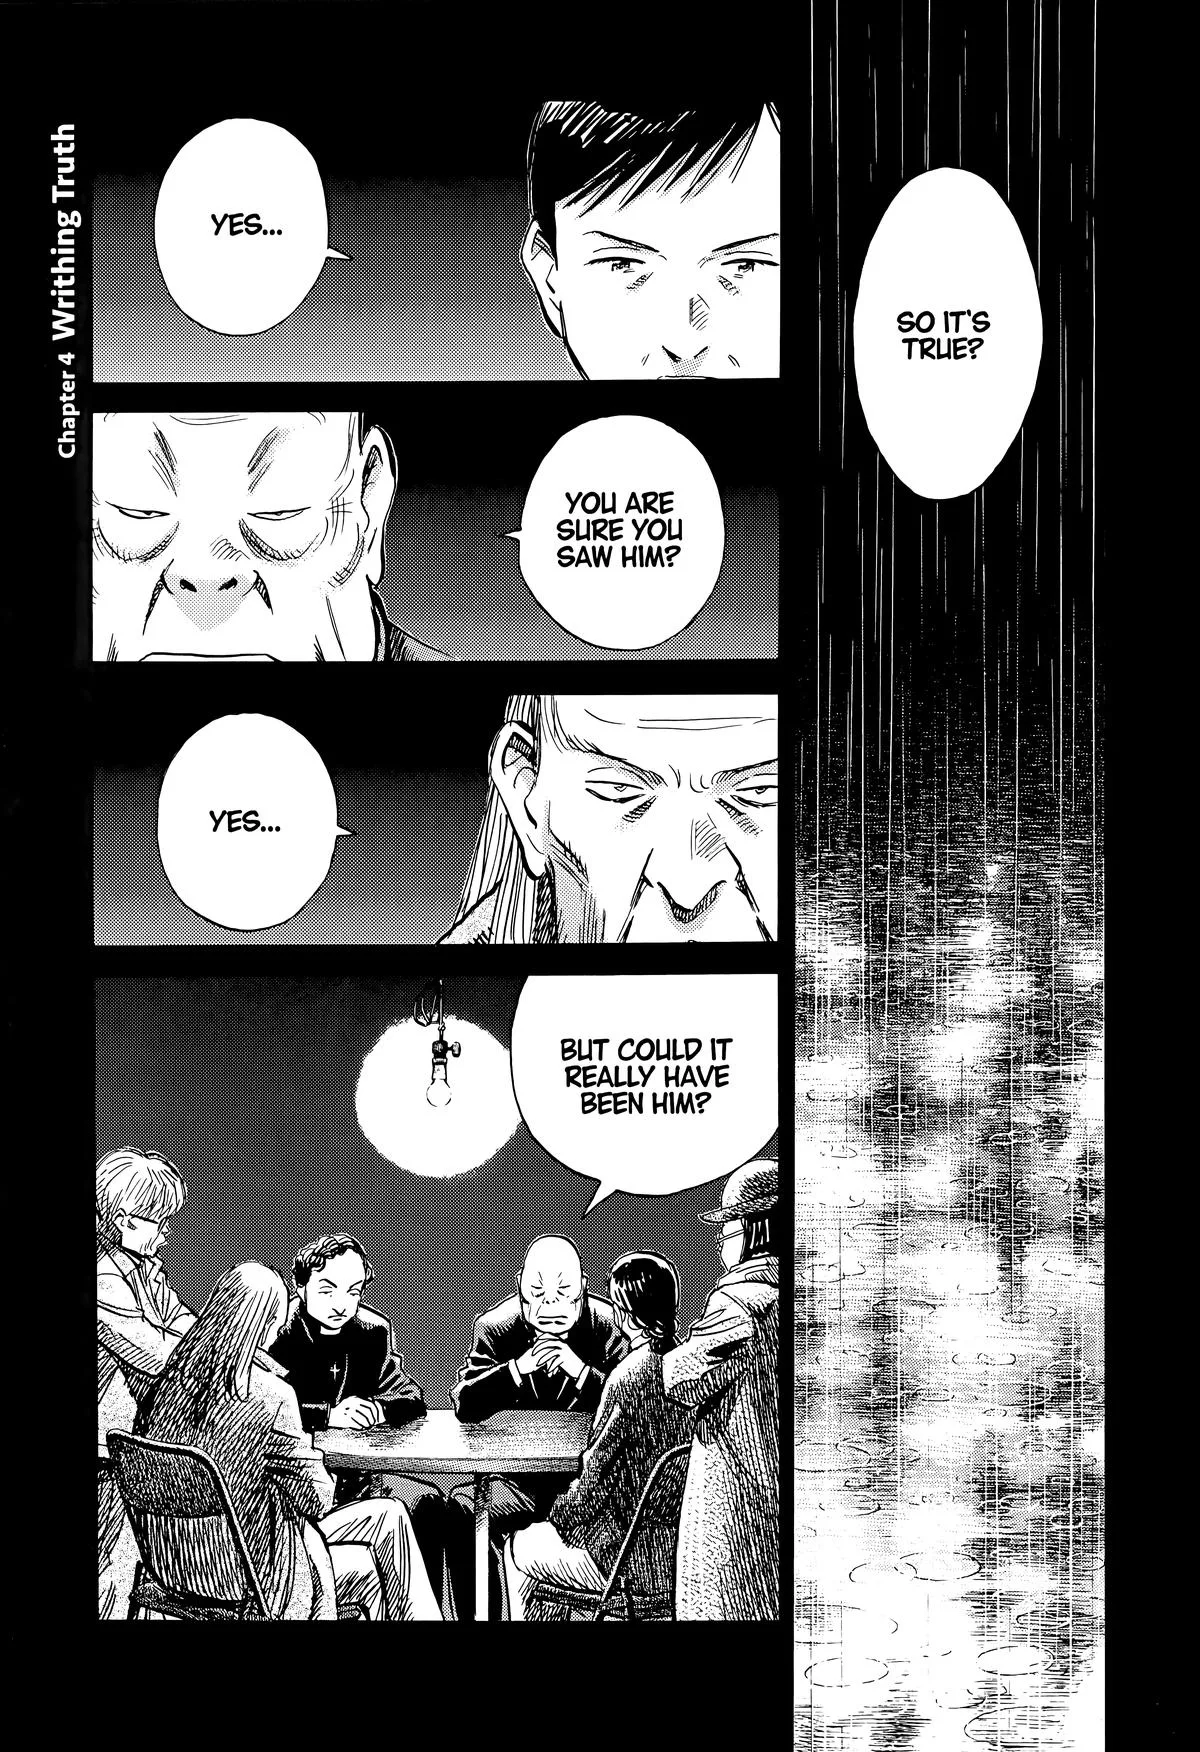 Chapter 4 Writhing Truth
SO IT'S
TRUE?
YES...
YOU ARE
SURE YOU
SAW HIM?
YES...
BUT COULD IT
REALLY HAVE
BEEN HIM?